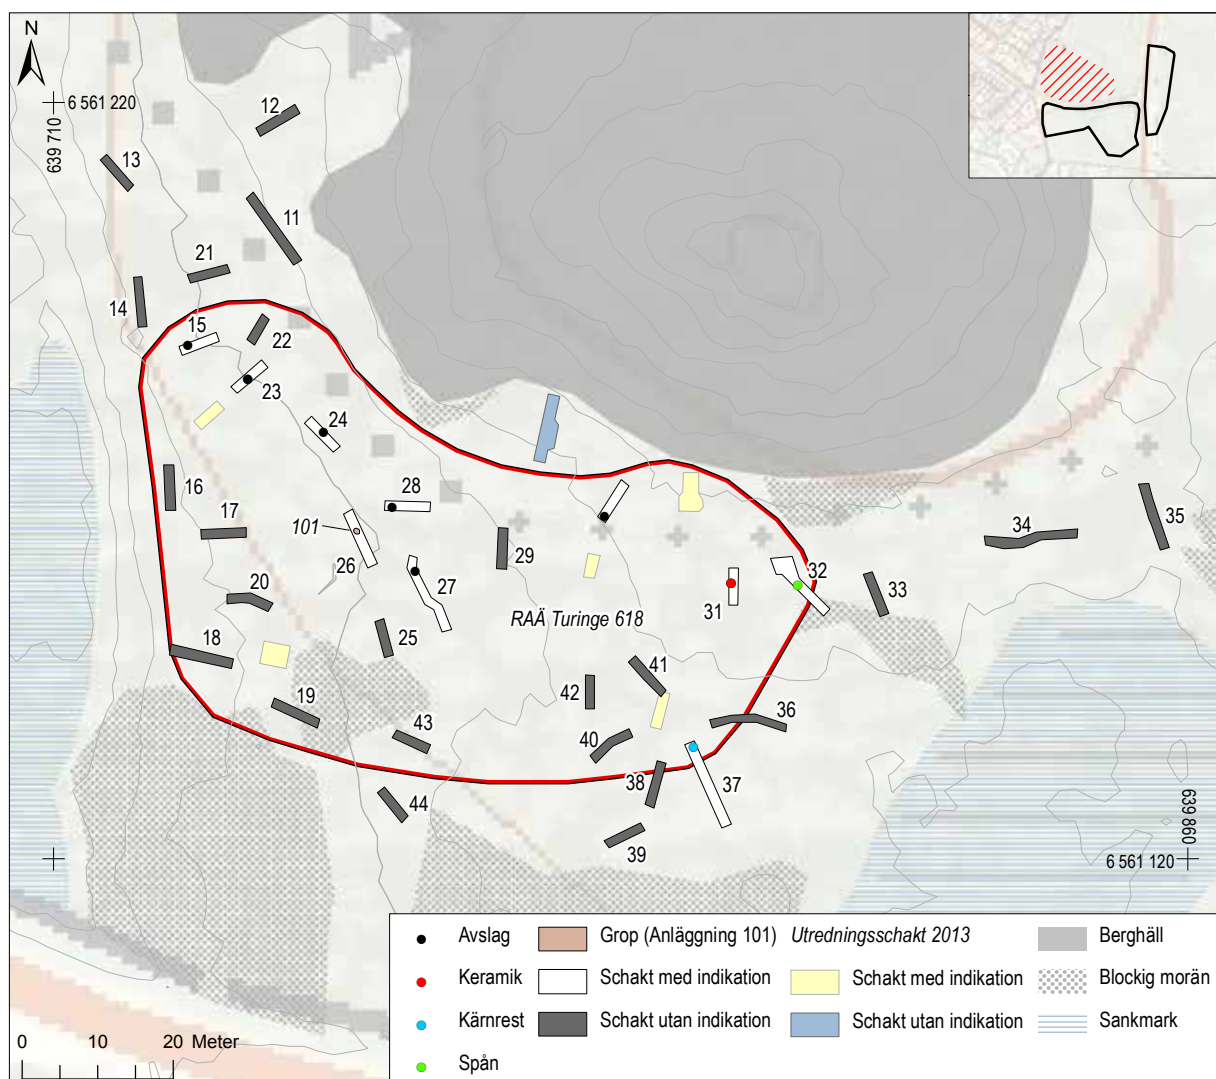 N
6 561 220
639 710
12
13
11
21
14
15
22
23
24
16
28
17
101
29
34
35
26
20
27
32
31
33
RAÄ Turinge 618
18
25
41
42
19
43
36
40
38
37
44
39
639 860
6 561 120
Avslag
Grop (Anläggning 101)
Utredningsschakt 2013
Berghäll
Keramik
Schakt med indikation
Schakt med indikation
Blockig morän
Kärnrest
Schakt utan indikation
Schakt utan indikation
Sankmark
Spån
0 10 20 Meter